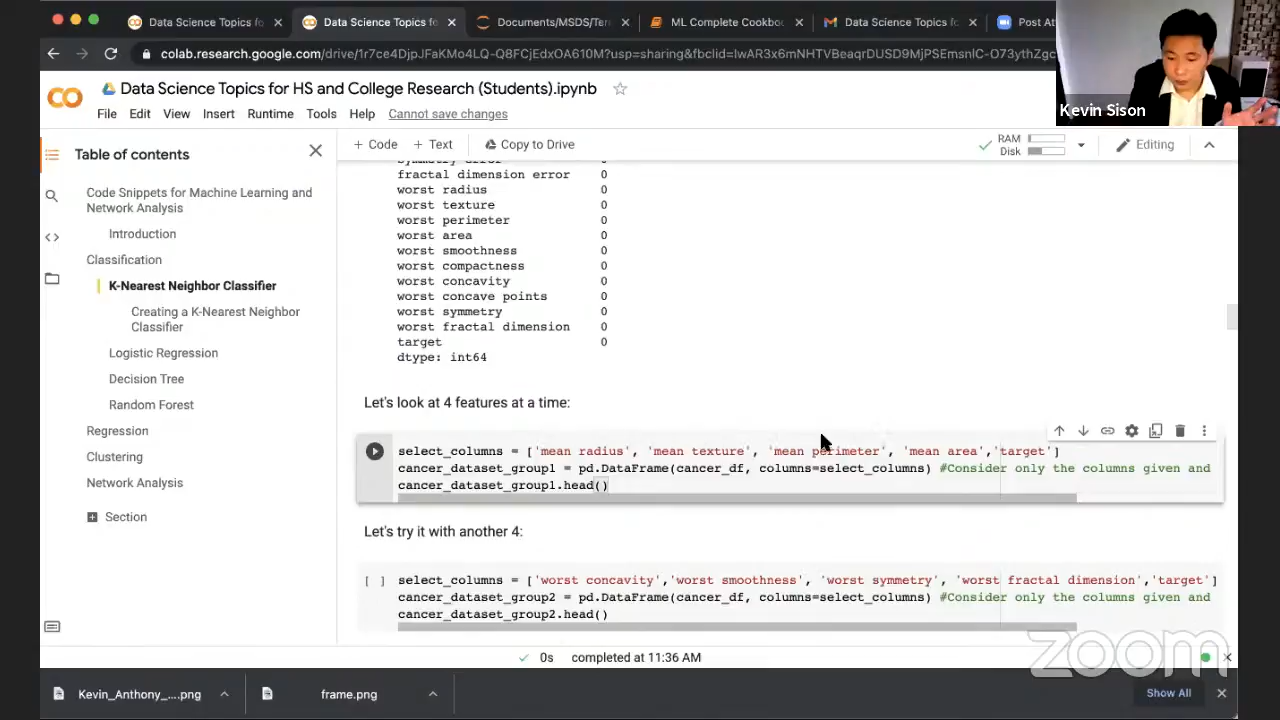 Data Science Topics fo
Data Science Topics fo
Documents/MSDS/Ter
ML Complete Cookbo
Data Science Topics fo
Post At
colab.research.google.com/drive/1r7ce4DjpJFaKMo4LQ-Q8FCjEdxOA610M?usp=sharing&fbclid=IwAR3x6mNHTVBeaqrDUSD9MjPSEmsnlC-O73ythZgc
Kevin Sison
CO
Data Science Topics for HS and College Research (Students).ipynb
File Edit View Insert Runtime Tools Help Cannot save changes
Table of contents
+ Code + Text Copy to Drive
RAM
Disk
Editing
Code Snippets for Machine Learning and
Network Analysis
Introduction
Classification
K-Nearest Neighbor Classifier
Creating a K-Nearest Neighbor
Classifier
Logistic Regression
Decision Tree
Random Forest
Regression
Clustering
Network Analysis
Section
symmetry error 0
fractal dimension error 0
worst radius 0
worst texture 0
worst perimeter 0
worst area 0
worst smoothness 0
worst compactness 0
worst concavity 0
worst concave points 0
worst symmetry 0
worst fractal dimension 0
target 0
dtype: int64
Let's look at 4 features at a time:
select_columns = ['mean radius', 'mean texture', 'mean perimeter', 'mean area','target']
cancer_dataset_group1 = pd.DataFrame(cancer_df, columns=select_columns) #Consider only the columns given and
cancer_dataset_group1.head()
Let's try it with another 4:
[ ] select_columns = ['worst concavity','worst smoothness', 'worst symmetry', 'worst fractal dimension','target']
cancer_dataset_group2 = pd.DataFrame(cancer_df, columns=select_columns) #Consider only the columns given and
cancer_dataset_group2.head()
0s completed at 11:36 AM
zoom
Kevin_Anthony_....png
frame.png
Show All